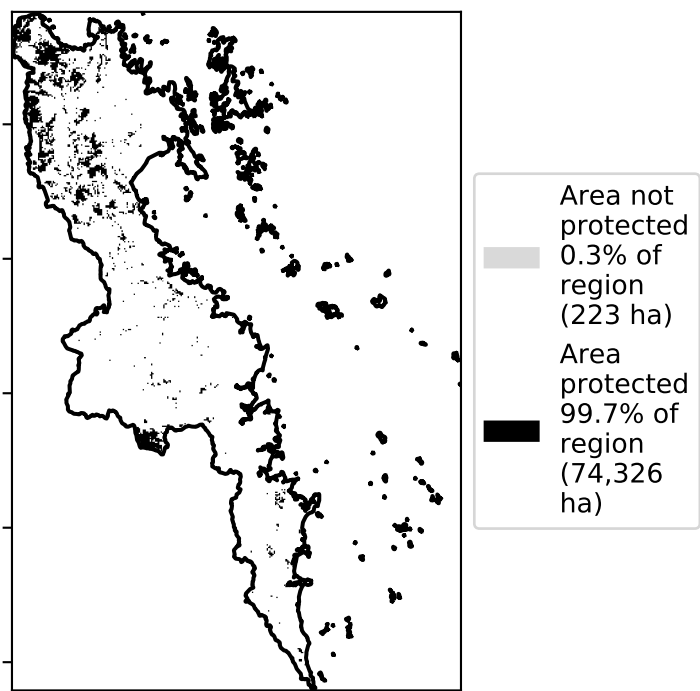 Area not
protected
0.3% of
region
(223 ha)
Area
protected
99.7% of
region
(74,326
ha)